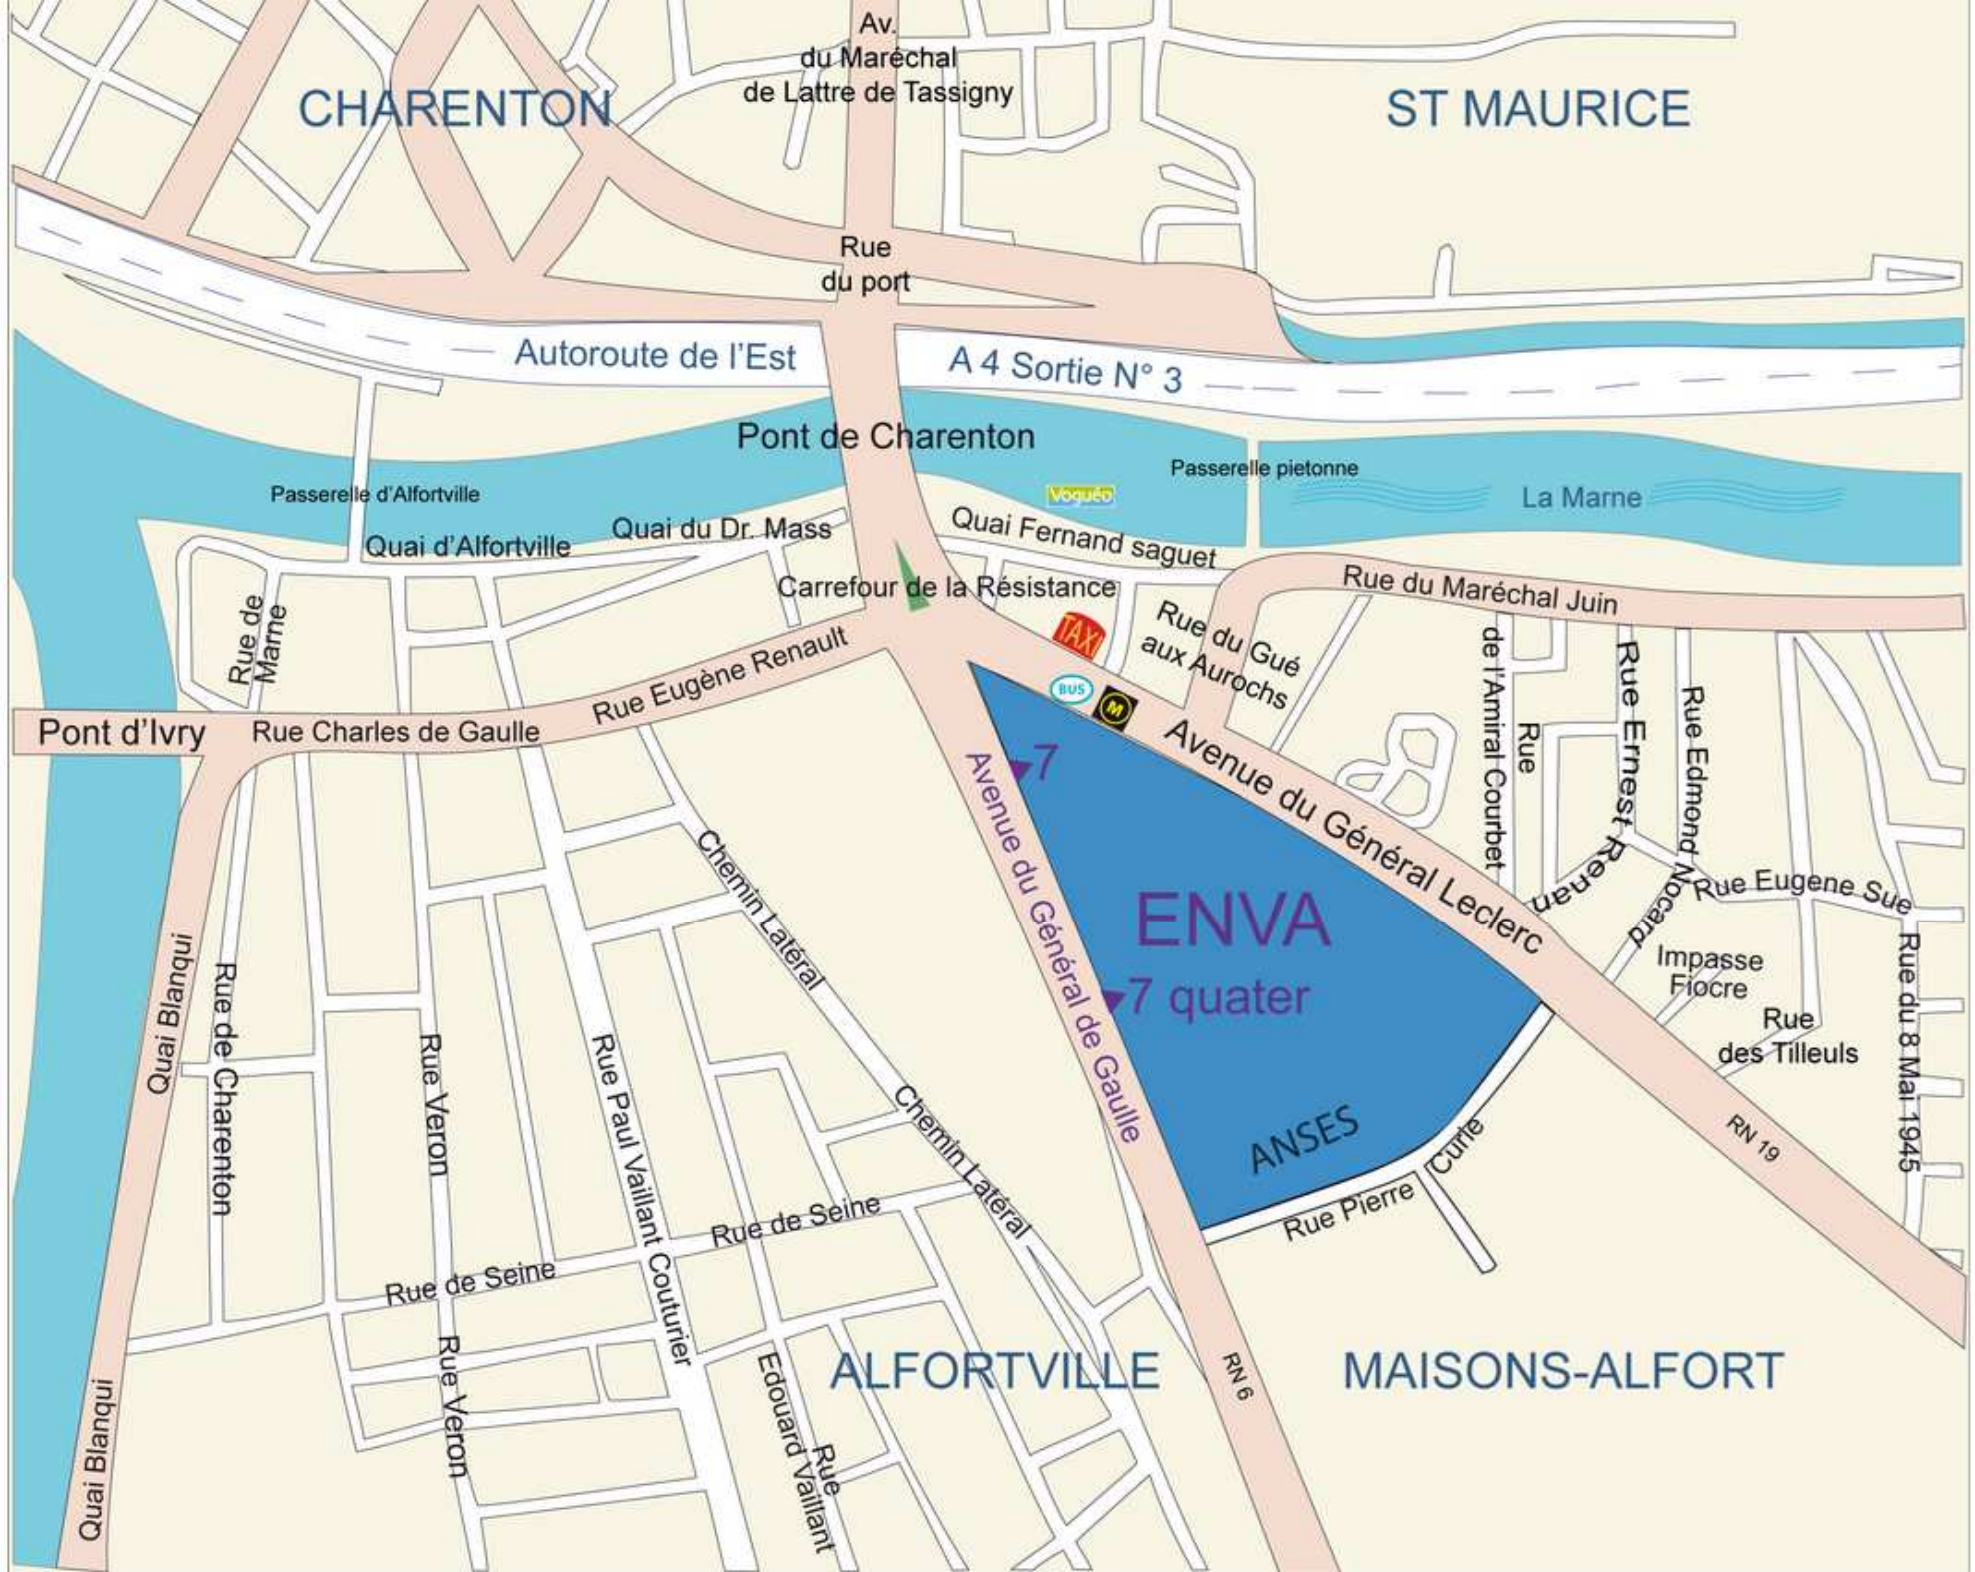 Av.
du Maréchal
de Lattre de Tassigny
CHARENTON
ST MAURICE
Rue
du port
Autoroute de l'Est
A 4 Sortie N° 3
Pont de Charenton
Passerelle pietonne
Passerelle d'Alfortville
Voguéo
La Marne
Quai d'Alfortville
Quai du Dr. Mass
Quai Fernand saguet
Carrefour de la Résistance
Rue du Maréchal Juin
Rue de
Marne
TAXI
Rue du Gué
aux Aurochs
BUS
M
Rue Eugène Renault
Pont d'Ivry
Rue Charles de Gaulle
Avenue du Général Leclerc
Rue
de l'Amiral Courbet
Rue Ernest Renan
Rue Edmond Nocard
Rue Eugene Sue
7
Avenue du Général de Gaulle
ENVA
7 quater
ANSES
Chemin Latéral
Chemin Latéral
Impasse
Fiocre
Rue
des Tilleuls
Rue du 8 Mai 1945
Quai Blanqui
Rue de Charenton
Rue Veron
Rue Paul Vaillant Couturier
RN 19
Rue Pierre Curie
Rue de Seine
Rue de Seine
Rue Veron
Quai Blanqui
Rue
Edouard Vaillant
ALFORTVILLE
RN 6
MAISONS-ALFORT